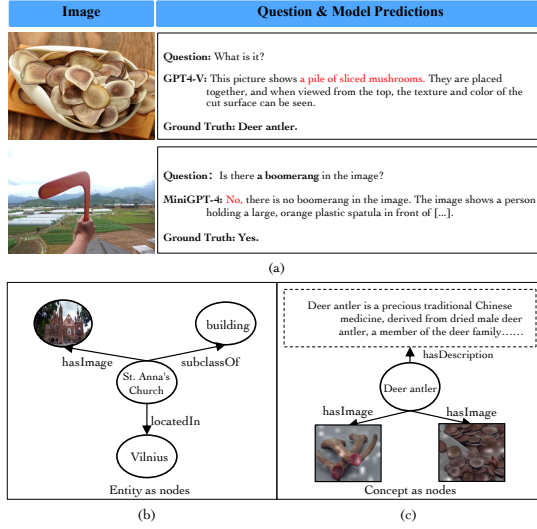 Image
Question & Model Predictions
Question: What is it?
GPT4-V: This picture shows a pile of sliced mushrooms. They are placed
together, and when viewed from the top, the texture and color of the
cut surface can be seen.
Ground Truth: Deer antler.
Question: Is there a boomerang in the image?
MiniGPT-4: No, there is no boomerang in the image. The image shows a person
holding a large, orange plastic spatula in front of [...].
Ground Truth: Yes.
(a)
building
hasImage
subclassOf
St. Anna's
Church
locatedIn
Vilnius
Entity as nodes
(b)
Deer antler is a precious traditional Chinese
medicine, derived from dried male deer
antler, a member of the deer family……
hasDescription
Deer antler
hasImage
hasImage
Concept as nodes
(c)